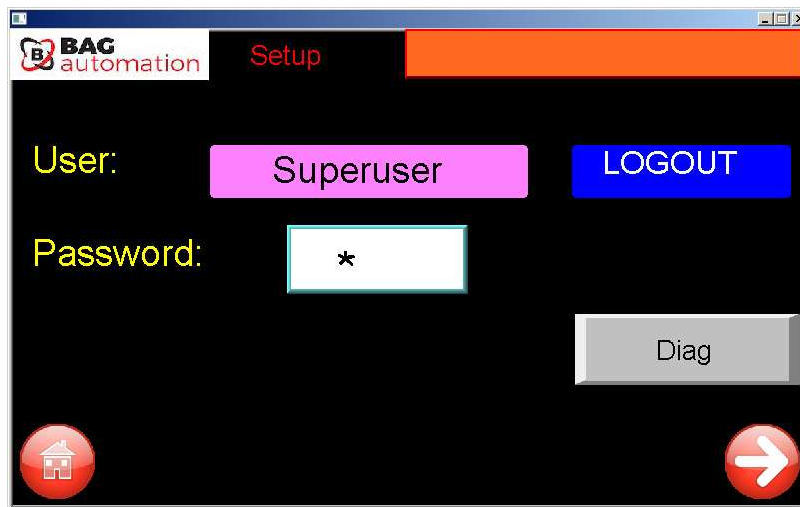 BAG
automation
Setup
User:
Superuser
LOGOUT
Password:
*
Diag